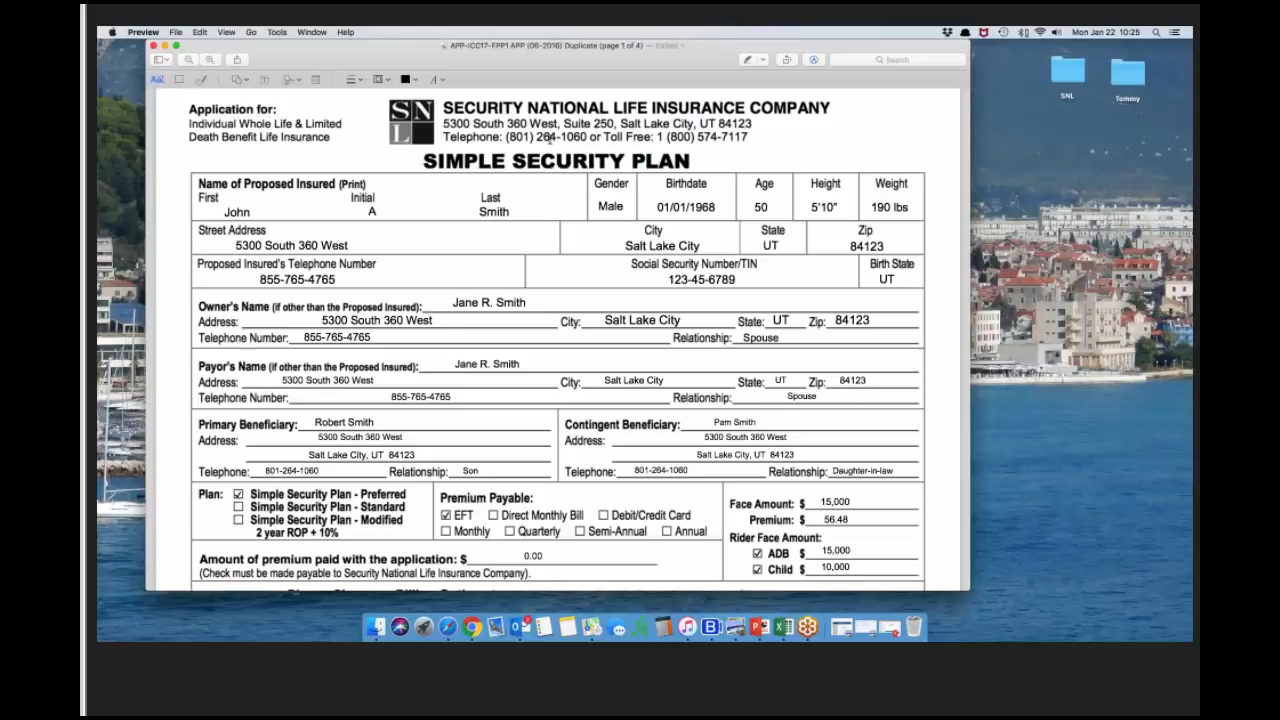 Preview File Edit View Go Tools Window Help
Mon Jan 22 10:25
APP-ICC17-FPP1 APP (06-2016) Duplicate (page 1 of 4) — Edited
Search
SNL
Tommy
Application for:
Individual Whole Life & Limited
Death Benefit Life Insurance
SN
L
SECURITY NATIONAL LIFE INSURANCE COMPANY
5300 South 360 West, Suite 250, Salt Lake City, UT 84123
Telephone: (801) 264-1060 or Toll Free: 1 (800) 574-7117
SIMPLE SECURITY PLAN
Name of Proposed Insured (Print)
First Initial Last
John A Smith
Gender
Male
Birthdate
01/01/1968
Age
50
Height
5'10"
Weight
190 lbs
Street Address
5300 South 360 West
City
Salt Lake City
State
UT
Zip
84123
Proposed Insured's Telephone Number
855-765-4765
Social Security Number/TIN
123-45-6789
Birth State
UT
Owner's Name (if other than the Proposed Insured): Jane R. Smith
Address: 5300 South 360 West City: Salt Lake City State: UT Zip: 84123
Telephone Number: 855-765-4765 Relationship: Spouse
Payor's Name (if other than the Proposed Insured): Jane R. Smith
Address: 5300 South 360 West City: Salt Lake City State: UT Zip: 84123
Telephone Number: 855-765-4765 Relationship: Spouse
Primary Beneficiary: Robert Smith
Address: 5300 South 360 West
Salt Lake City, UT 84123
Telephone: 801-264-1060 Relationship: Son
Contingent Beneficiary: Pam Smith
Address: 5300 South 360 West
Salt Lake City, UT 84123
Telephone: 801-264-1060 Relationship: Daughter-in-law
Plan: ☑ Simple Security Plan - Preferred
☐ Simple Security Plan - Standard
☐ Simple Security Plan - Modified
2 year ROP + 10%
Premium Payable:
☑ EFT ☐ Direct Monthly Bill ☐ Debit/Credit Card
☐ Monthly ☐ Quarterly ☐ Semi-Annual ☐ Annual
Face Amount: $ 15,000
Premium: 56.48
Rider Face Amount:
☑ ADB $ 15,000
☑ Child $ 10,000
Amount of premium paid with the application: $ 0.00
(Check must be made payable to Security National Life Insurance Company).